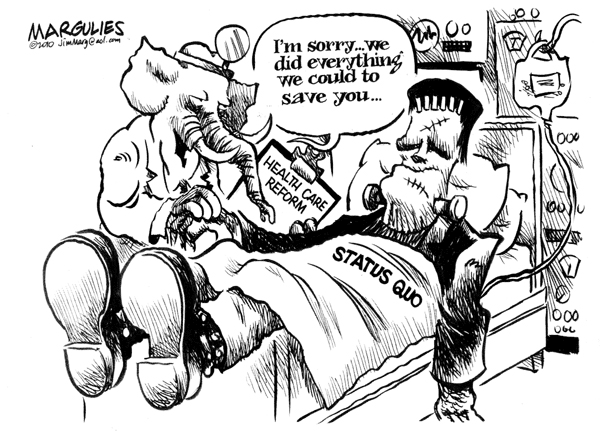 MARGULIES
©2010 JimMarg@aol.com
I'm sorry...we
did everything
we could to
save you...
HEALTH CARE
REFORM
STATUS QUO